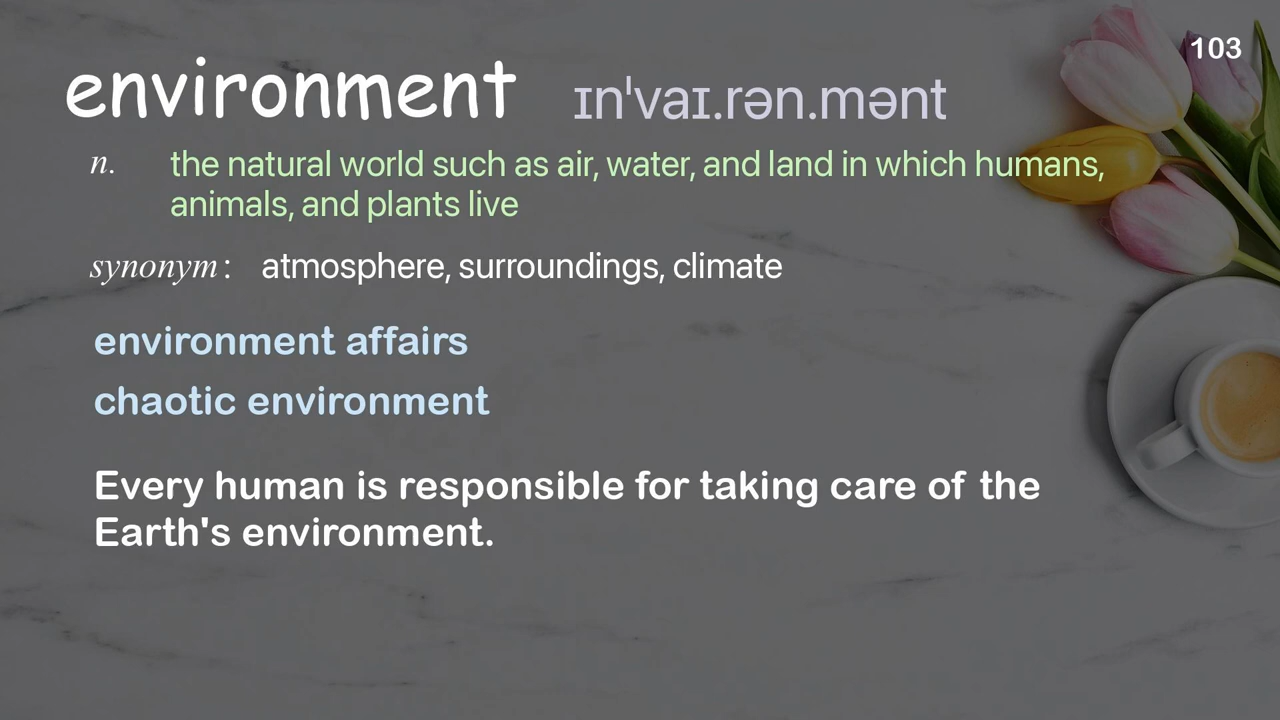 103
environment ɪnˈvaɪ.rən.mənt
n. the natural world such as air, water, and land in which humans,
animals, and plants live
synonym: atmosphere, surroundings, climate
environment affairs
chaotic environment
Every human is responsible for taking care of the
Earth's environment.